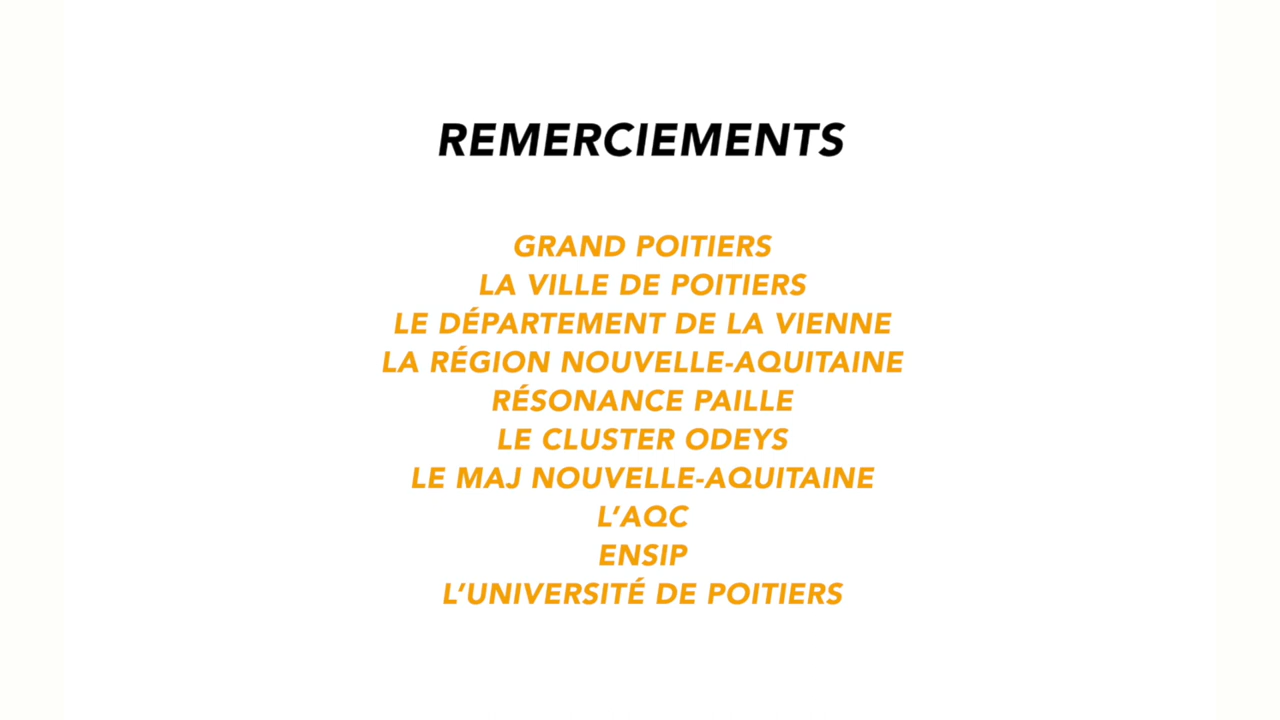 REMERCIEMENTS
GRAND POITIERS
LA VILLE DE POITIERS
LE DÉPARTEMENT DE LA VIENNE
LA RÉGION NOUVELLE-AQUITAINE
RÉSONANCE PAILLE
LE CLUSTER ODEYS
LE MAJ NOUVELLE-AQUITAINE
L’AQC
ENSIP
L’UNIVERSITÉ DE POITIERS